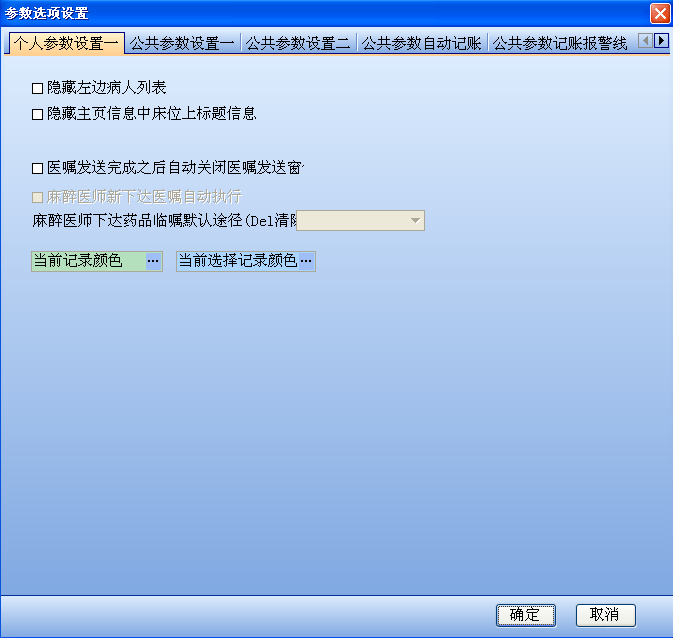 参数选项设置
个人参数设置一 公共参数设置一 公共参数设置二 公共参数自动记账 公共参数记账报警线
隐藏左边病人列表
隐藏主页信息中床位上标题信息
医嘱发送完成之后自动关闭医嘱发送窗
麻醉医师新下达医嘱自动执行
麻醉医师下达药品临嘱默认途径(Del清
当前记录颜色 ... 当前选择记录颜色 ...
确定 取消